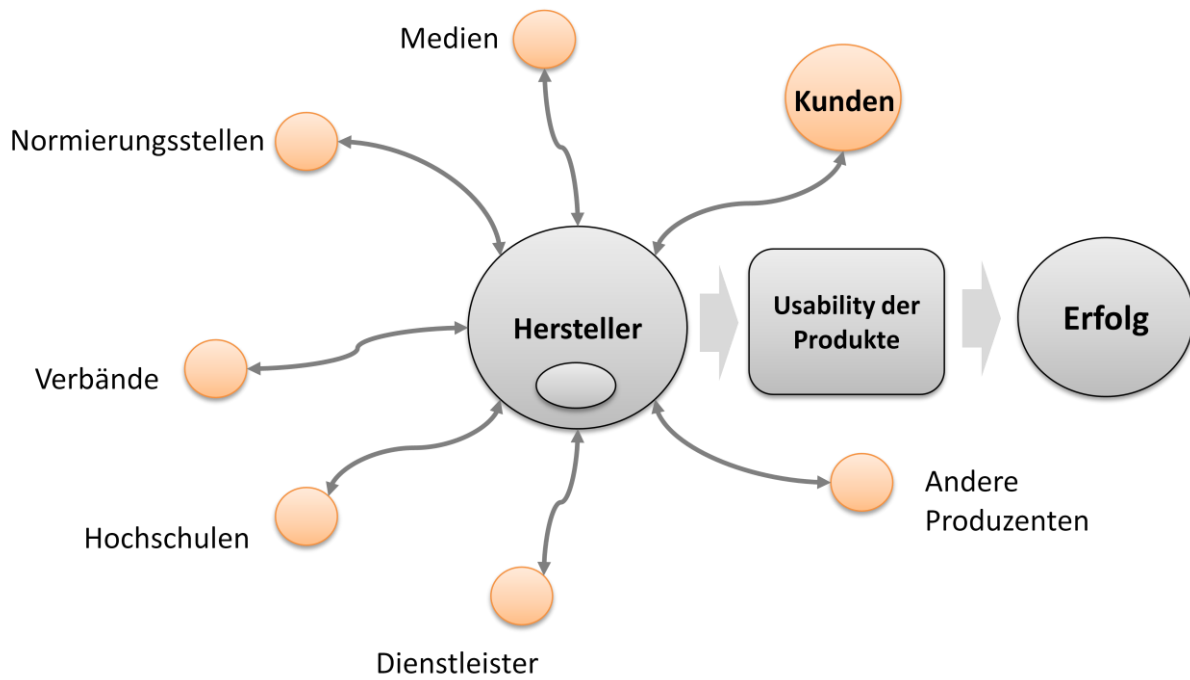 Medien
Kunden
Normierungsstellen
Hersteller
Usability der
Produkte
Erfolg
Verbände
Andere
Produzenten
Hochschulen
Dienstleister